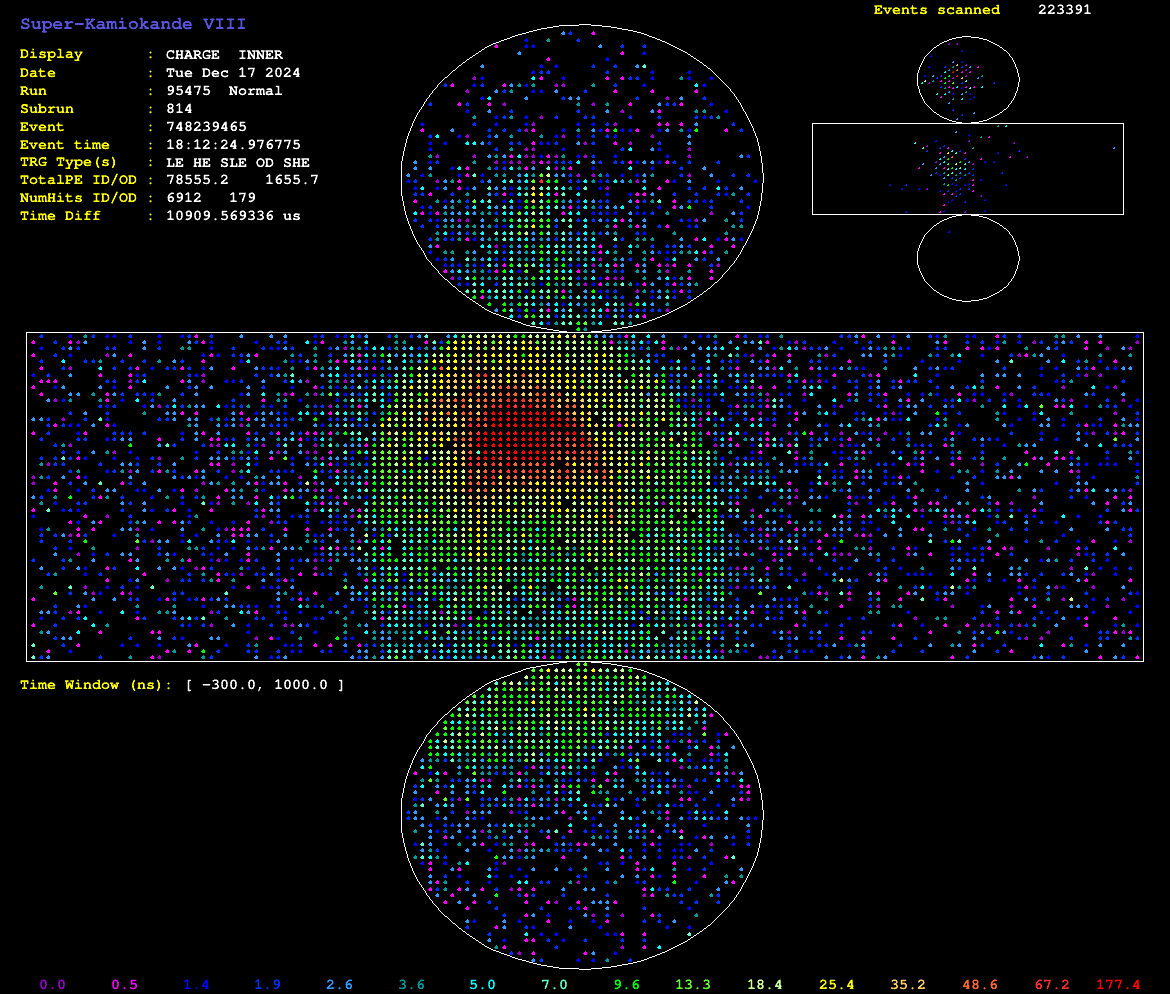 Super-Kamiokande VIII
Events scanned 223391
Display : CHARGE INNER
Date : Tue Dec 17 2024
Run : 95475 Normal
Subrun : 814
Event : 748239465
Event time : 18:12:24.976775
TRG Type(s) : LE HE SLE OD SHE
TotalPE ID/OD : 78555.2 1655.7
NumHits ID/OD : 6912 179
Time Diff : 10909.569336 us
Time Window (ns): [ -300.0, 1000.0 ]
0.0 0.5 1.4 1.9 2.6 3.6 5.0 7.0 9.6 13.3 18.4 25.4 35.2 48.6 67.2 177.4